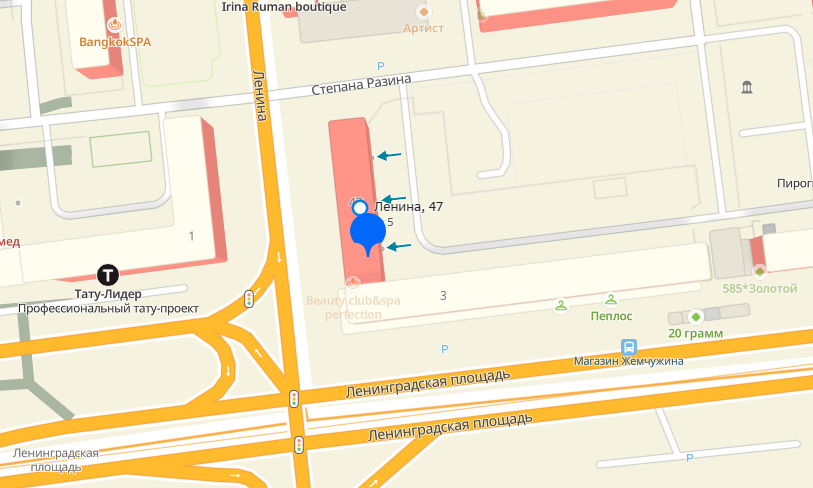 Irina Ruman boutique
Артист
BangkokSPA
P
Степана Разина
Ленина
Пирог
47
Ленина, 47
5
1
мед
T
Тату-Лидер
Профессиональный тату-проект
3
Beauty club&spa
perfection
585*Золотой
Пеплос
20 грамм
P
Магазин Жемчужина
Ленинградская площадь
Ленинградская площадь
Ленинградская
площадь
P